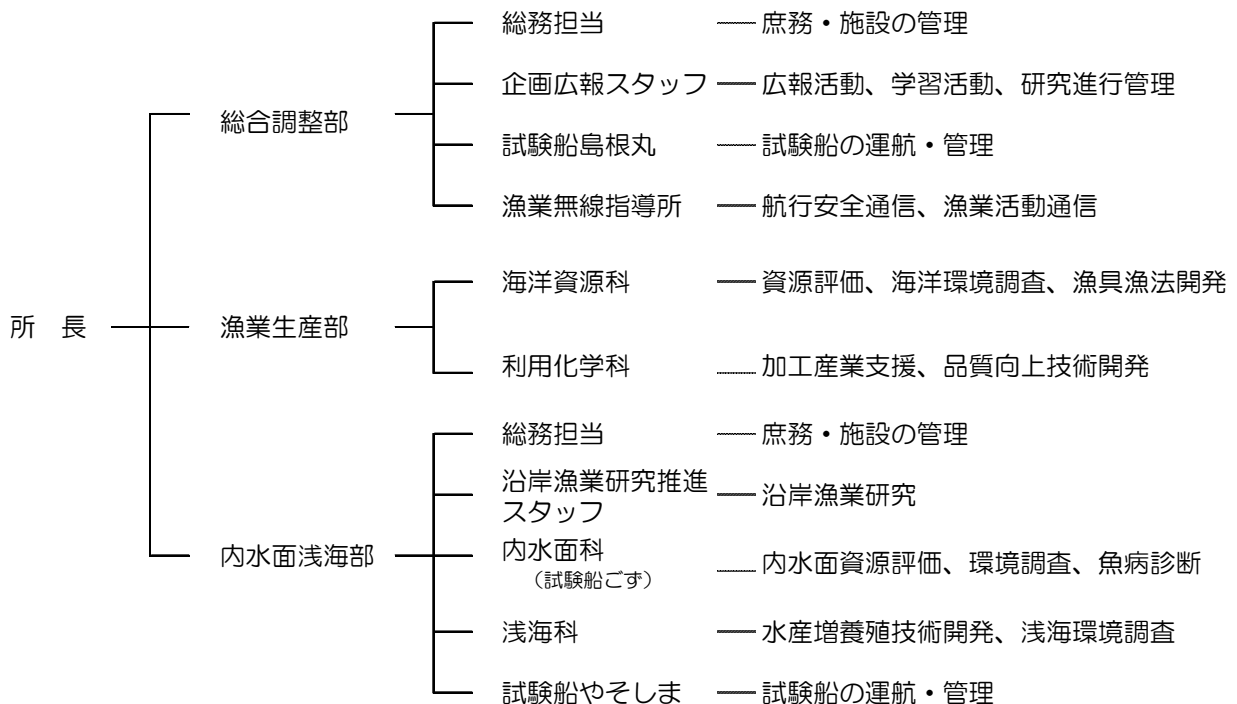 総務担当 庶務・施設の管理
企画広報スタッフ 広報活動、学習活動、研究進行管理
総合調整部
試験船島根丸 試験船の運航・管理
漁業無線指導所 航行安全通信、漁業活動通信
海洋資源科 資源評価、海洋環境調査、漁具漁法開発
所　長 漁業生産部
利用化学科 加工産業支援、品質向上技術開発
総務担当 庶務・施設の管理
沿岸漁業研究推進
スタッフ 沿岸漁業研究
内水面浅海部
内水面科 内水面資源評価、環境調査、魚病診断
（試験船ごず）
浅海科 水産増養殖技術開発、浅海環境調査
試験船やそしま 試験船の運航・管理